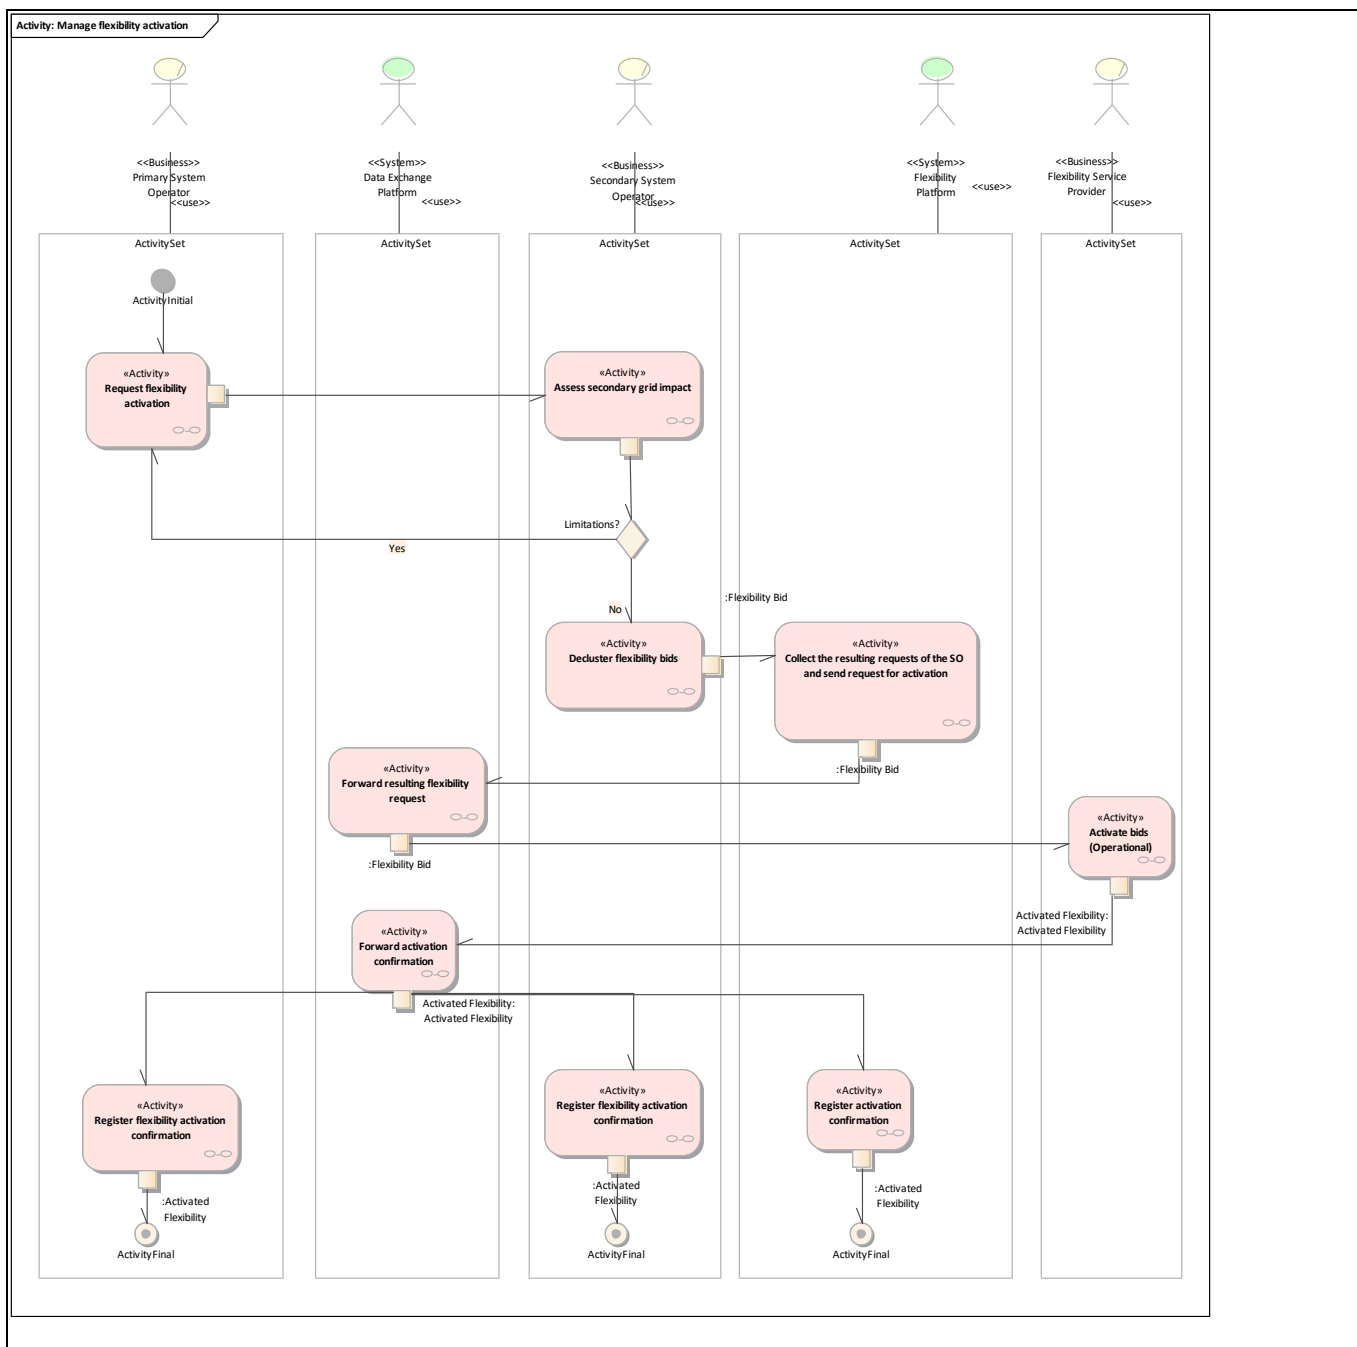 Activity: Manage flexibility activation
<<Business>>
Primary System
Operator
<<use>>
<<System>>
Data Exchange
Platform
<<use>>
<<Business>>
Secondary System
Operator
<<use>>
<<System>>
Flexibility
Platform
<<use>>
<<Business>>
Flexibility Service
Provider
<<use>>
ActivitySet
ActivitySet
ActivitySet
ActivitySet
ActivitySet
ActivityInitial
«Activity»
Request flexibility
activation
«Activity»
Assess secondary grid impact
Limitations?
Yes
No
:Flexibility Bid
«Activity»
Decluster flexibility bids
«Activity»
Collect the resulting requests of the SO
and send request for activation
:Flexibility Bid
«Activity»
Forward resulting flexibility
request
:Flexibility Bid
«Activity»
Activate bids
(Operational)
Activated Flexibility:
Activated Flexibility
«Activity»
Forward activation
confirmation
Activated Flexibility:
Activated Flexibility
«Activity»
Register flexibility activation
confirmation
«Activity»
Register flexibility activation
confirmation
«Activity»
Register activation
confirmation
:Activated
Flexibility
:Activated
Flexibility
:Activated
Flexibility
ActivityFinal
ActivityFinal
ActivityFinal